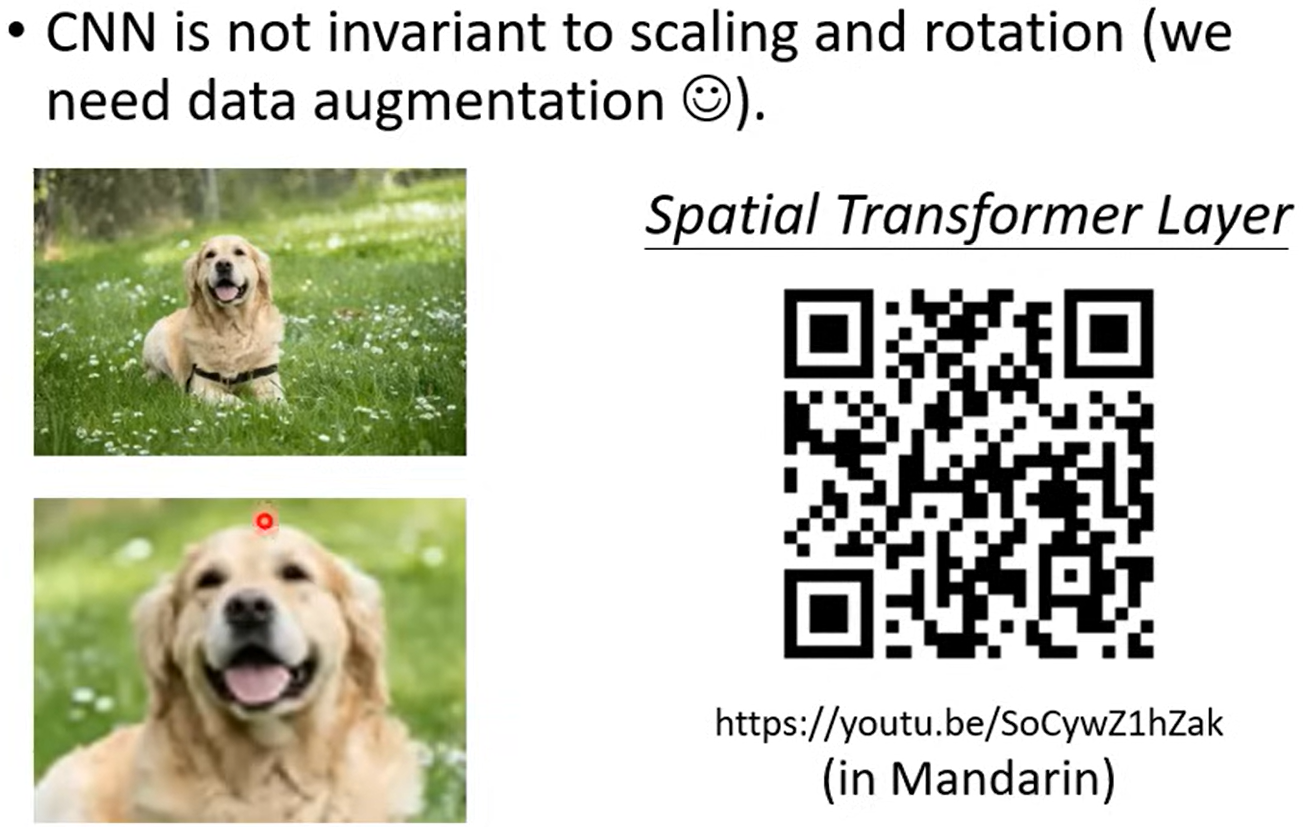 • CNN is not invariant to scaling and rotation (we
need data augmentation ☺).
Spatial Transformer Layer
https://youtu.be/SoCywZ1hZak
(in Mandarin)